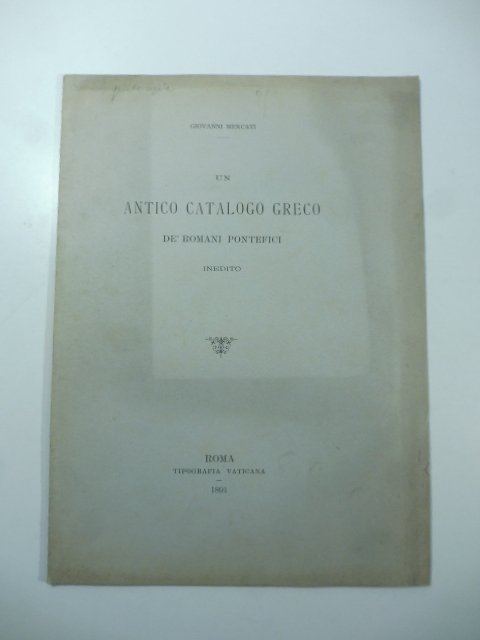 GIOVANNI MERCATI
UN
ANTICO CATALOGO GRECO
DE' ROMANI PONTEFICI
INEDITO
ROMA
TIPOGRAFIA VATICANA
1891